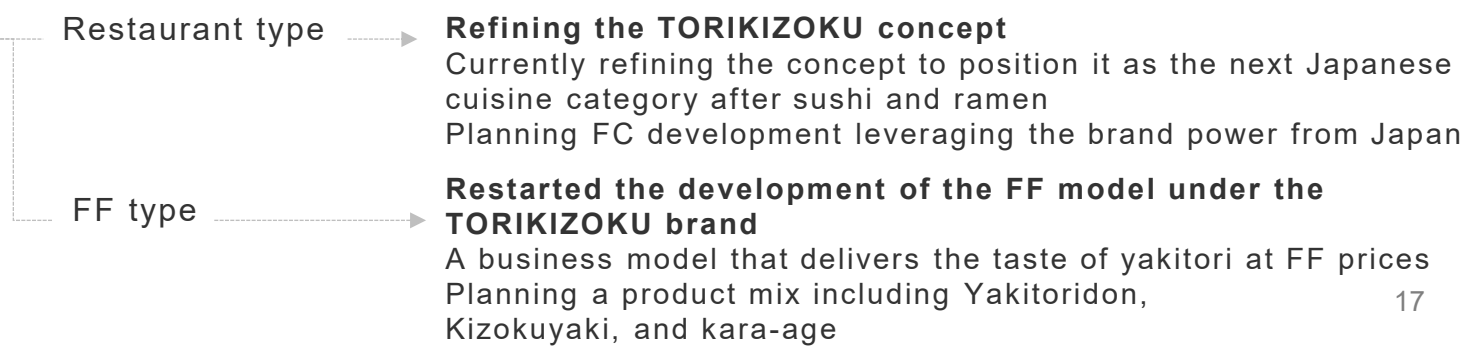 Restaurant type
Refining the TORIKIZOKU concept
Currently refining the concept to position it as the next Japanese
cuisine category after sushi and ramen
Planning FC development leveraging the brand power from Japan
FF type
Restarted the development of the FF model under the
TORIKIZOKU brand
A business model that delivers the taste of yakitori at FF prices
Planning a product mix including Yakitoridon,
Kizokuyaki, and kara-age
17